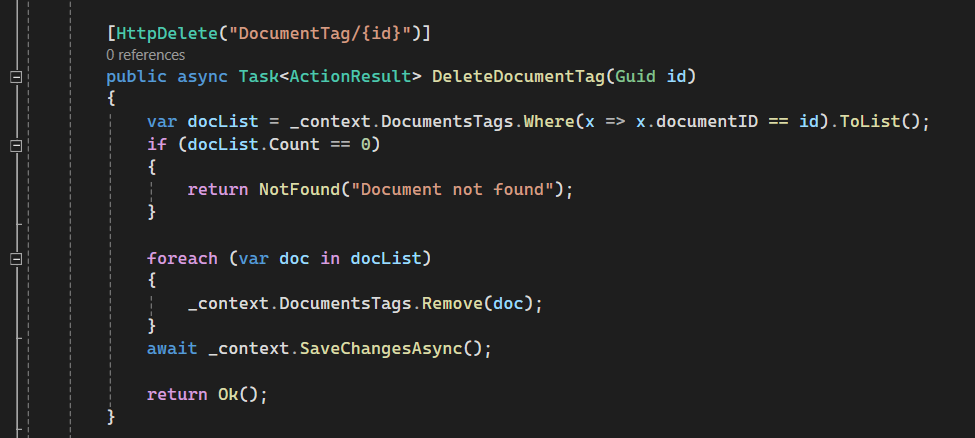 [HttpDelete("DocumentTag/{id}")]
0 references
public async Task<ActionResult> DeleteDocumentTag(Guid id)
{
    var docList = _context.DocumentsTags.Where(x => x.documentID == id).ToList();
    if (docList.Count == 0)
    {
        return NotFound("Document not found");
    }

    foreach (var doc in docList)
    {
        _context.DocumentsTags.Remove(doc);
    }
    await _context.SaveChangesAsync();

    return Ok();
}